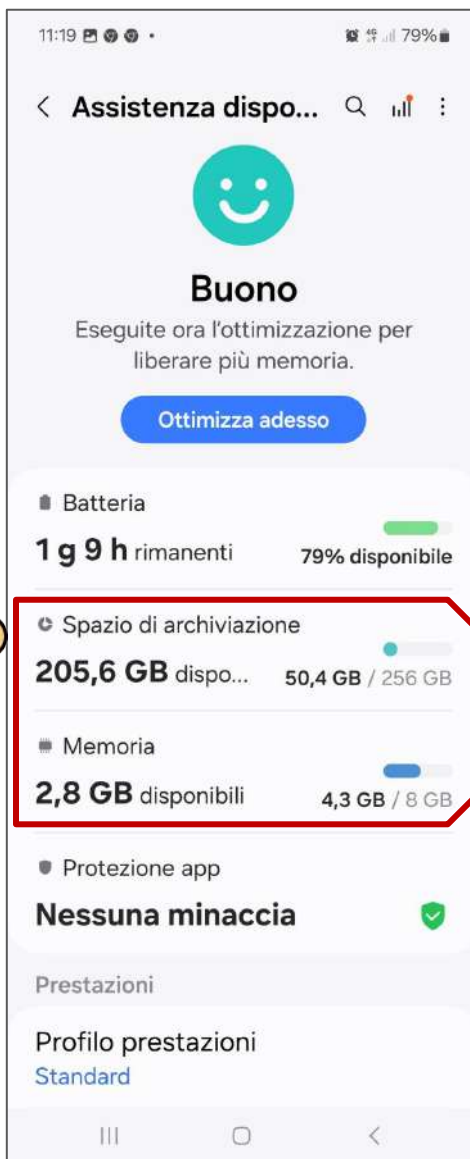 11:19 79%
Assistenza dispo...
Buono
Eseguite ora l'ottimizzazione per
liberare più memoria.
Ottimizza adesso
Batteria
1 g 9 h rimanenti 79% disponibile
Spazio di archiviazione
205,6 GB dispo... 50,4 GB / 256 GB
Memoria
2,8 GB disponibili 4,3 GB / 8 GB
Protezione app
Nessuna minaccia
Prestazioni
Profilo prestazioni
Standard